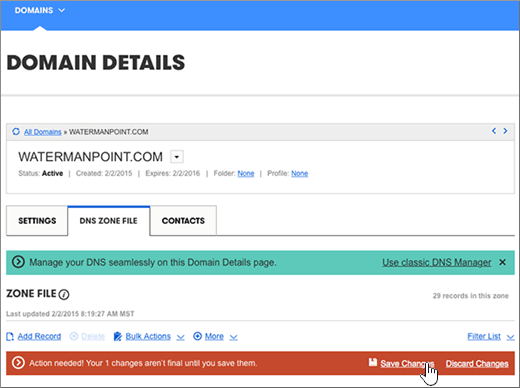 DOMAINS
DOMAIN DETAILS
All Domains » WATERMANPOINT.COM
WATERMANPOINT.COM
Status: Active | Created: 2/2/2015 | Expires: 2/2/2016 | Folder: None | Profile: None
SETTINGS DNS ZONE FILE CONTACTS
Manage your DNS seamlessly on this Domain Details page. Use classic DNS Manager ×
ZONE FILE 29 records in this zone
Last updated 2/2/2015 8:19:27 AM MST
Add Record Delete Bulk Actions More Filter List
Action needed! Your 1 changes aren't final until you save them. Save Changes Discard Changes